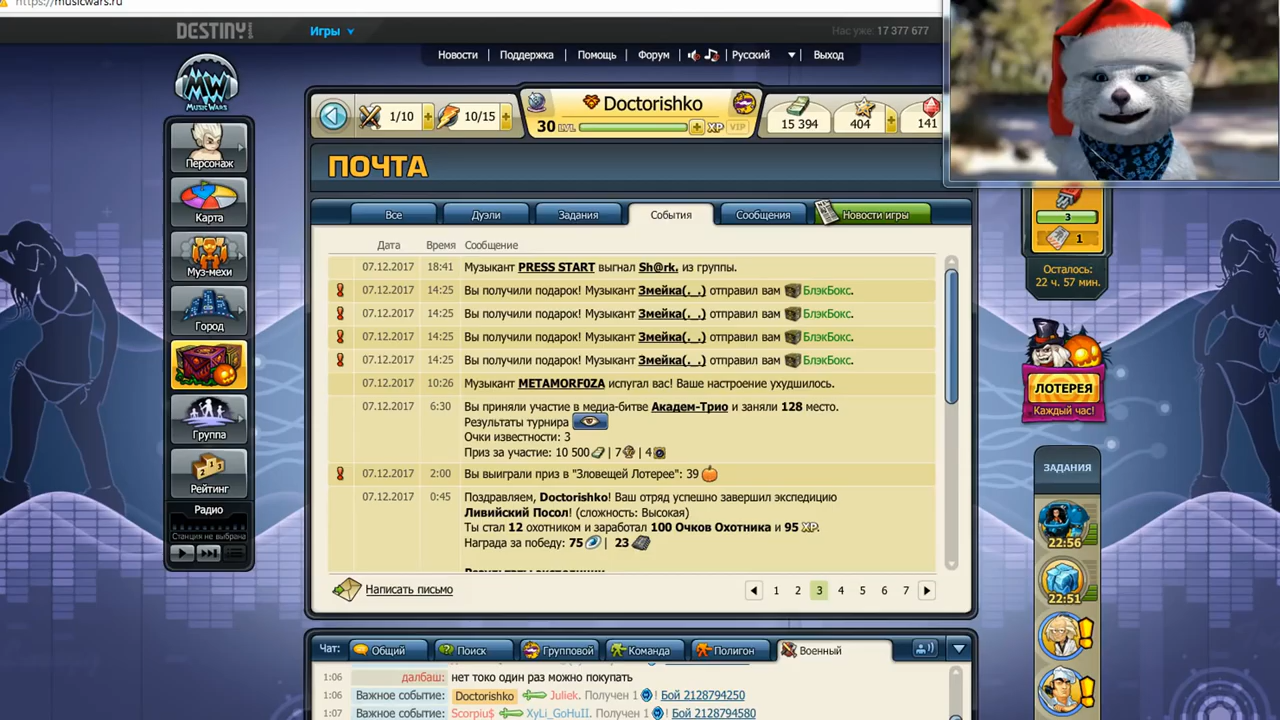 https://musicwars.ru
DESTINY
Игры
Нас уже: 17 377 677
Новости | Поддержка | Помощь | Форум | Русский | Выход
MW
MUSICWARS
1/10 + 10/15 +
Doctorishko
30 LVL + XP VIP
15 394
404 +
141
Персонаж
Карта
Муз-мехи
Город
Группа
Рейтинг
Радио
Станция не выбрана
ПОЧТА
Все
Дуэли
Задания
События
Сообщения
Новости игры
Дата Время Сообщение
07.12.2017 18:41 Музыкант PRESS START выгнал Sh@rk. из группы.
! 07.12.2017 14:25 Вы получили подарок! Музыкант Змейка(._.) отправил вам БлэкБокс.
! 07.12.2017 14:25 Вы получили подарок! Музыкант Змейка(._.) отправил вам БлэкБокс.
! 07.12.2017 14:25 Вы получили подарок! Музыкант Змейка(._.) отправил вам БлэкБокс.
! 07.12.2017 14:25 Вы получили подарок! Музыкант Змейка(._.) отправил вам БлэкБокс.
07.12.2017 10:26 Музыкант METAMORF0ZA испугал вас! Ваше настроение ухудшилось.
07.12.2017 6:30 Вы приняли участие в медиа-битве Академ-Трио и заняли 128 место.
Результаты турнира
Очки известности: 3
Приз за участие: 10 500 | 7 | 4
! 07.12.2017 2:00 Вы выиграли приз в "Зловещей Лотерее": 39
07.12.2017 0:45 Поздравляем, Doctorishko! Ваш отряд успешно завершил экспедицию
Ливийский Посол! (сложность: Высокая)
Ты стал 12 охотником и заработал 100 Очков Охотника и 95 XP.
Награда за победу: 75 | 23
Результаты экспедиции
Написать письмо
1 2 3 4 5 6 7
3
1
Осталось:
22 ч. 57 мин.
ЛОТЕРЕЯ
Каждый час!
ЗАДАНИЯ
22:56
22:51
!
!
Чат:
Общий
Поиск
Групповой
Команда
Полигон
Военный
1:06 далбаш: нет токо один раз можно покупать
1:06 Важное событие: Doctorishko Juliek. Получен 1 ! Бой 2128794250
1:07 Важное событие: Scorpiu$ XyLi_GoHuII. Получен 1 ! Бой 2128794580